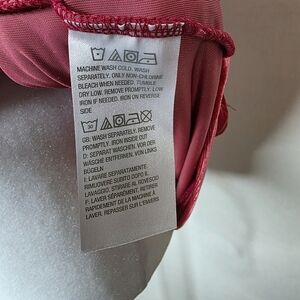 MACHINE WASH COLD. WASH
SEPARATELY. ONLY NON-CHLORINE
BLEACH WHEN NEEDED. TUMBLE
DRY LOW. REMOVE PROMPTLY. LOW
IRON IF NEEDED. IRON ON REVERSE
SIDE
30
GB: WASH SEPARATELY. REMOVE
PROMPTLY. IRON INSIDE OUT
D: SEPARAT WASCHEN. VOR DER
WÄSCHE ENTFERNEN. VON LINKS
BÜGELN
I: LAVARE SEPARATAMENTE.
RIMUOVERE SUBITO DOPO IL
LAVAGGIO. STIRARE AL ROVESCIO
F: LAVER SÉPARÉMENT. RETIRER
RAPIDEMENT DE LA MACHINE À
LAVER. REPASSER SUR L'ENVERS